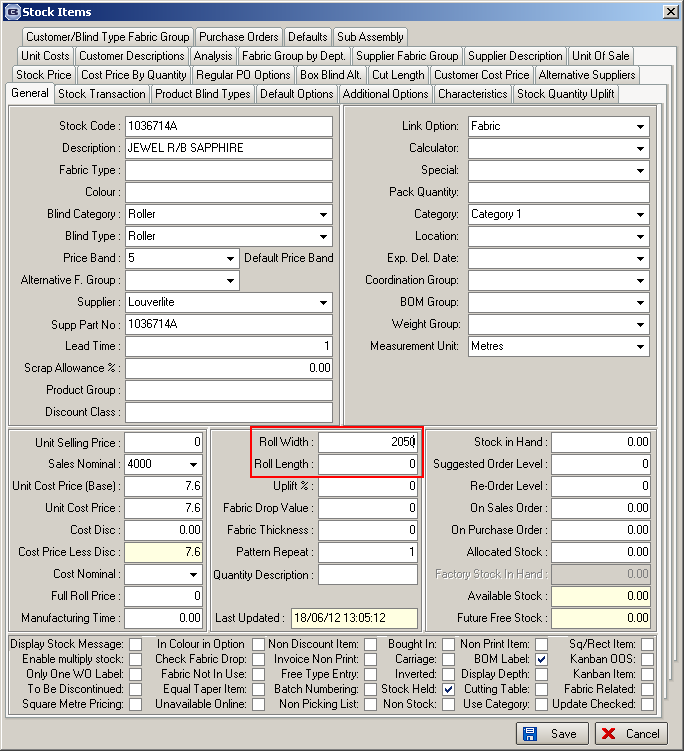 Stock Items
Customer/Blind Type Fabric Group Purchase Orders Defaults Sub Assembly
Unit Costs Customer Descriptions Analysis Fabric Group by Dept. Supplier Fabric Group Supplier Description Unit Of Sale
Stock Price Cost Price By Quantity Regular PO Options Box Blind Alt. Cut Length Customer Cost Price Alternative Suppliers
General Stock Transaction Product Blind Types Default Options Additional Options Characteristics Stock Quantity Uplift
Stock Code : 1036714A
Description : JEWEL R/B SAPPHIRE
Fabric Type :
Colour :
Blind Category : Roller
Blind Type : Roller
Price Band : 5 Default Price Band
Alternative F. Group :
Supplier : Louverlite
Supp Part No : 1036714A
Lead Time : 1
Scrap Allowance % : 0.00
Product Group :
Discount Class :
Link Option: Fabric
Calculator:
Special:
Pack Quantity:
Category: Category 1
Location:
Exp. Del. Date:
Coordination Group:
BOM Group:
Weight Group:
Measurement Unit: Metres
Unit Selling Price : 0
Sales Nominal : 4000
Unit Cost Price (Base) : 7.6
Unit Cost Price : 7.6
Cost Disc : 0.00
Cost Price Less Disc : 7.6
Cost Nominal :
Full Roll Price : 0
Manufacturing Time : 0.00
Roll Width : 2050
Roll Length : 0
Uplift % : 0
Fabric Drop Value : 0
Fabric Thickness : 0
Pattern Repeat : 1
Quantity Description :
Last Updated : 18/06/12 13:05:12
Stock in Hand : 0.00
Suggested Order Level : 0.00
Re-Order Level : 0.00
On Sales Order : 0.00
On Purchase Order : 0.00
Allocated Stock : 0.00
Factory Stock In Hand : 0.00
Available Stock : 0.00
Future Free Stock : 0.00
Display Stock Message: In Colour in Option Non Discount Item: Bought In: Non Print Item: Sq/Rect Item:
Enable multiply stock: Check Fabric Drop: Invoice Non Print: Carriage: BOM Label: Kanban OOS:
Only One WO Label: Fabric Not In Use: Free Type Entry: Inverted: Display Depth: Kanban Item:
To Be Discontinued: Equal Taper Item: Batch Numbering: Stock Held: Cutting Table: Fabric Related:
Square Metre Pricing: Unavailable Online: Non Picking List: Non Stock: Use Category: Update Checked:
Save Cancel